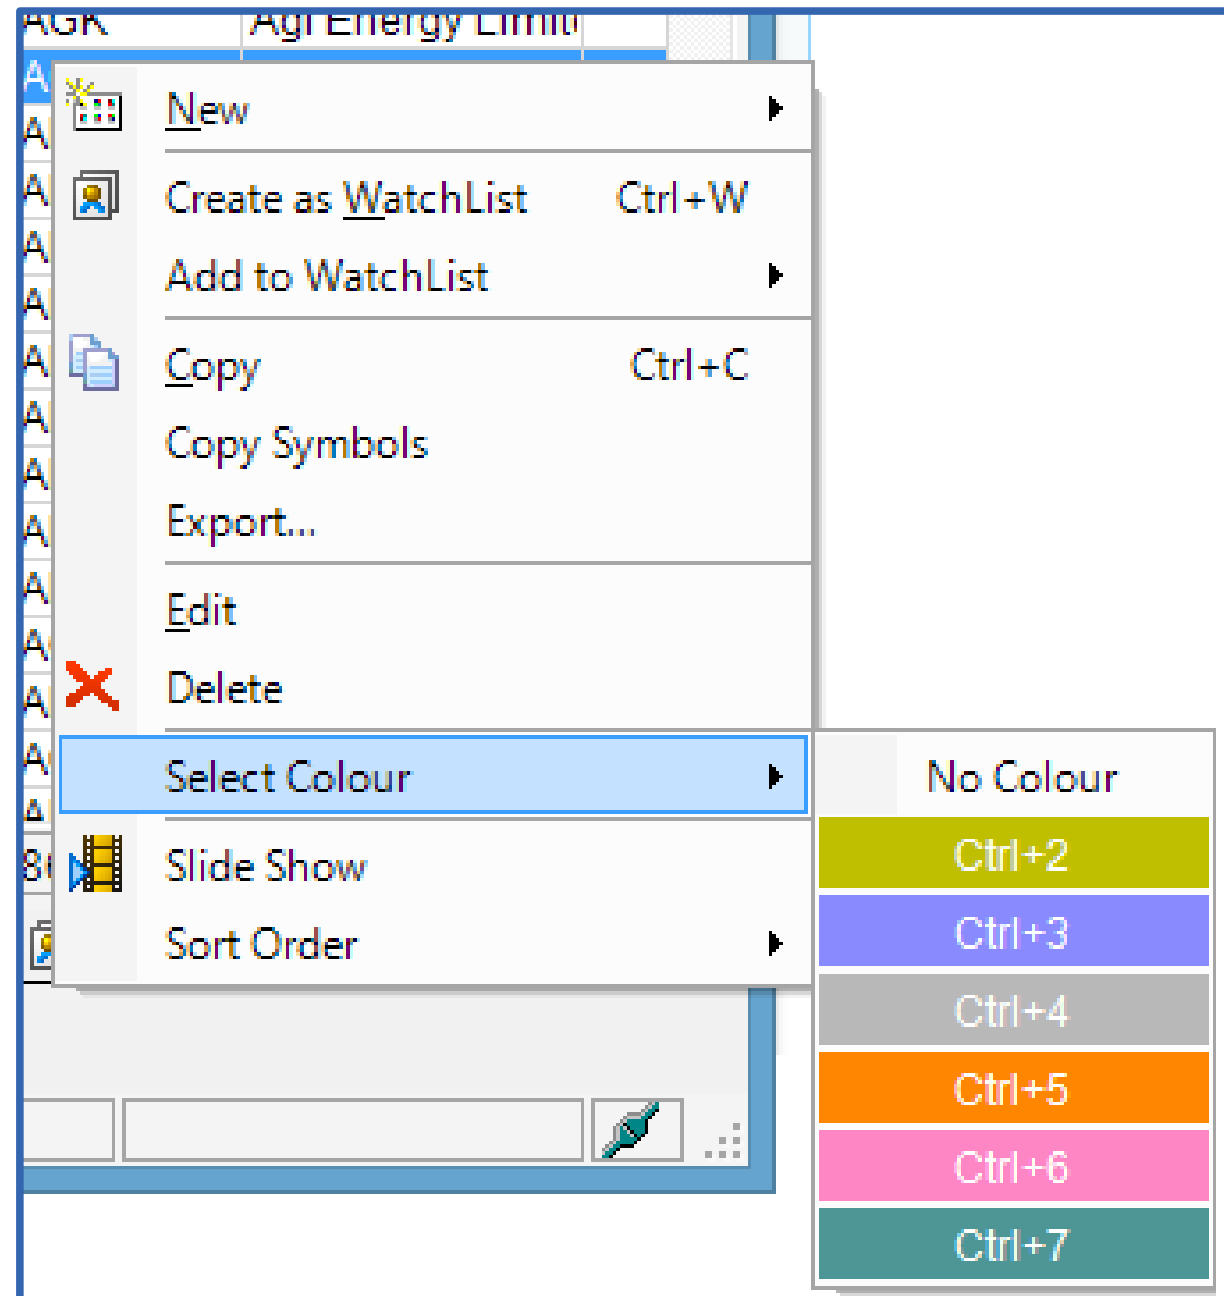 AGK Agl Energy Limit
New
Create as WatchList Ctrl+W
Add to WatchList
Copy Ctrl+C
Copy Symbols
Export...
Edit
Delete
Select Colour
No Colour
Ctrl+2
Ctrl+3
Ctrl+4
Ctrl+5
Ctrl+6
Ctrl+7
Slide Show
Sort Order